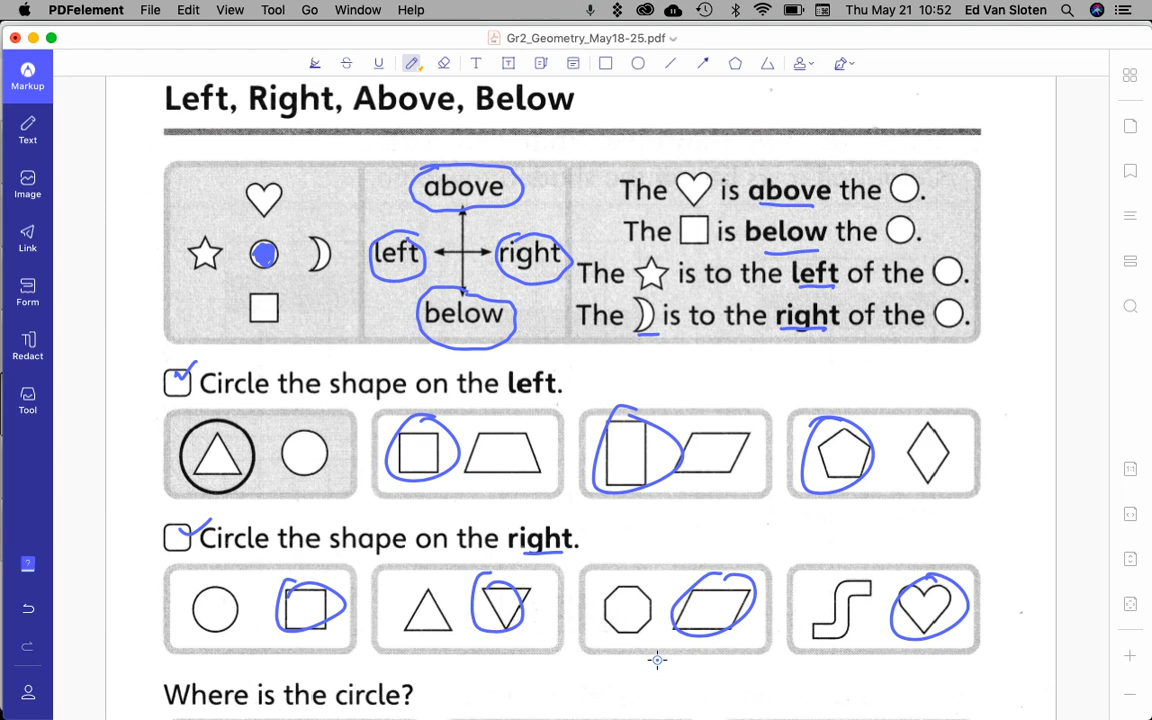 PDFelement File Edit View Tool Go Window Help Thu May 21 10:52 Ed Van Sloten
Gr2_Geometry_May18-25.pdf
Markup
Text
Image
Link
Form
Redact
Tool
Left, Right, Above, Below
above
left right
below
The is above the .
The is below the .
The is to the left of the .
The is to the right of the .
Circle the shape on the left.
Circle the shape on the right.
Where is the circle?